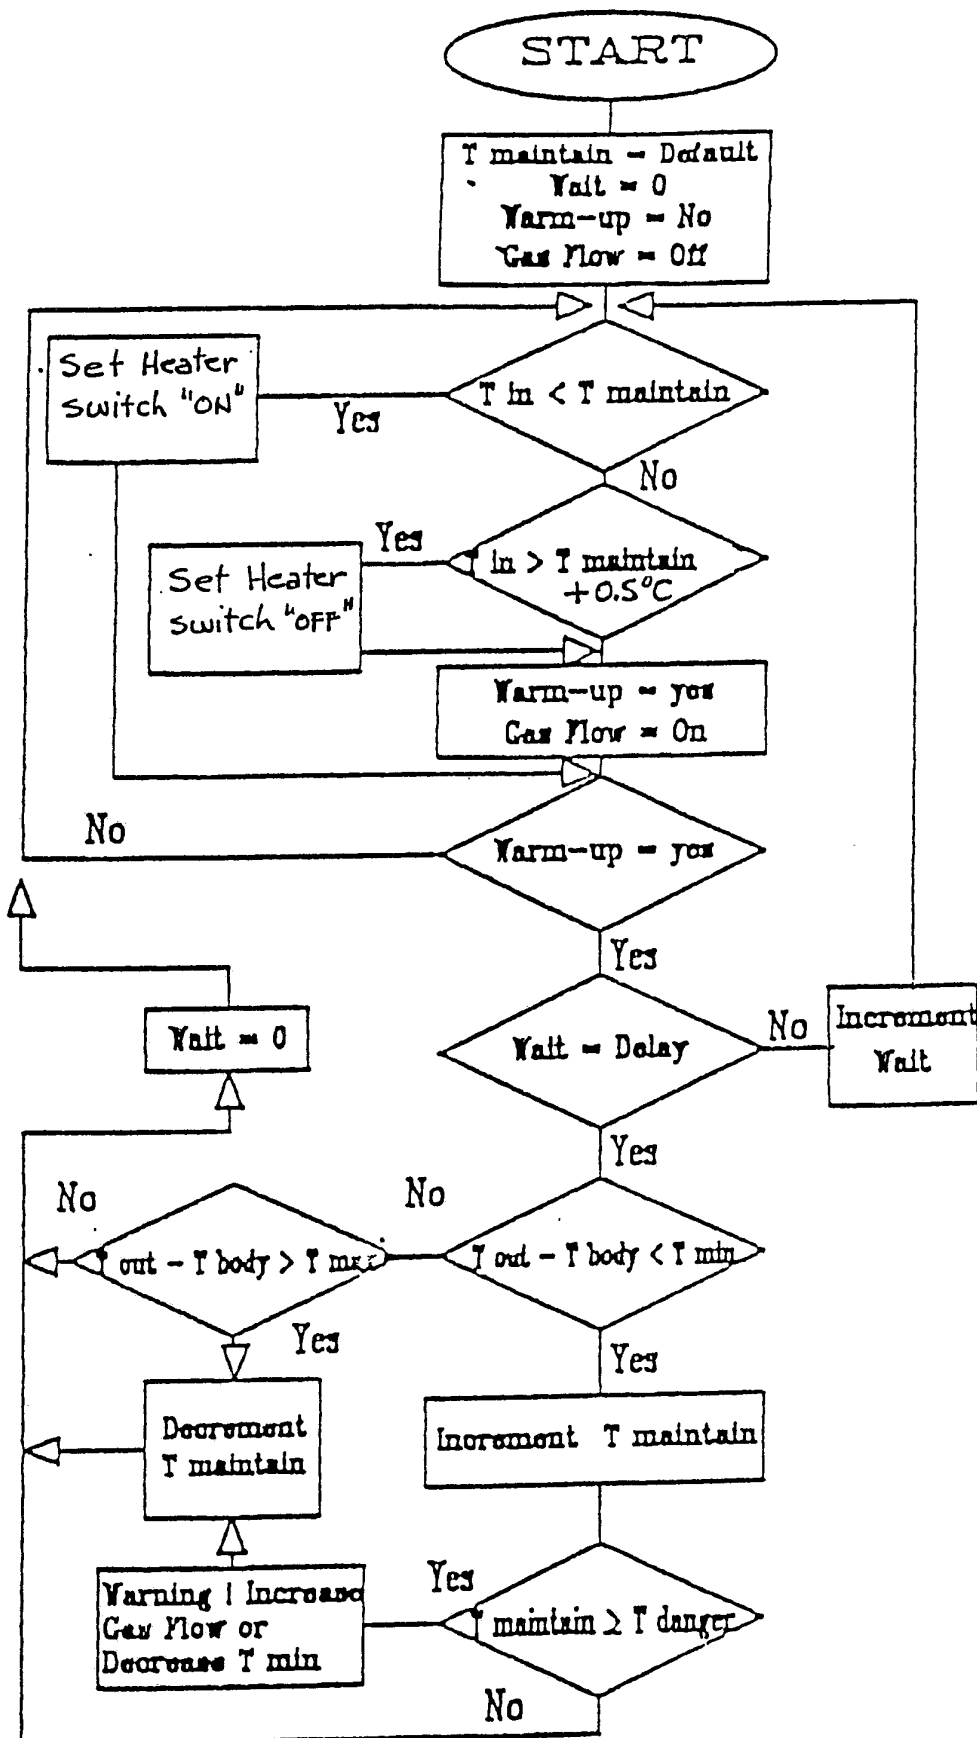 START
T maintain = Default
Wait = 0
Warm-up = No
Gas Flow = Off
T in < T maintain
Yes
Set Heater
switch "ON"
No
T in > T maintain
+0.5°C
Yes
Set Heater
switch "OFF"
Warm-up = yes
Gas Flow = On
Warm-up = yes
No
Yes
Wait = Delay
No
Increment
Wait
Wait = 0
Yes
T out - T body < T min
No
T out - T body > T max
No
Yes
Yes
Decrement
T maintain
Increment T maintain
T maintain ≥ T danger
Yes
Warning ! Increase
Gas Flow or
Decrease T min
No